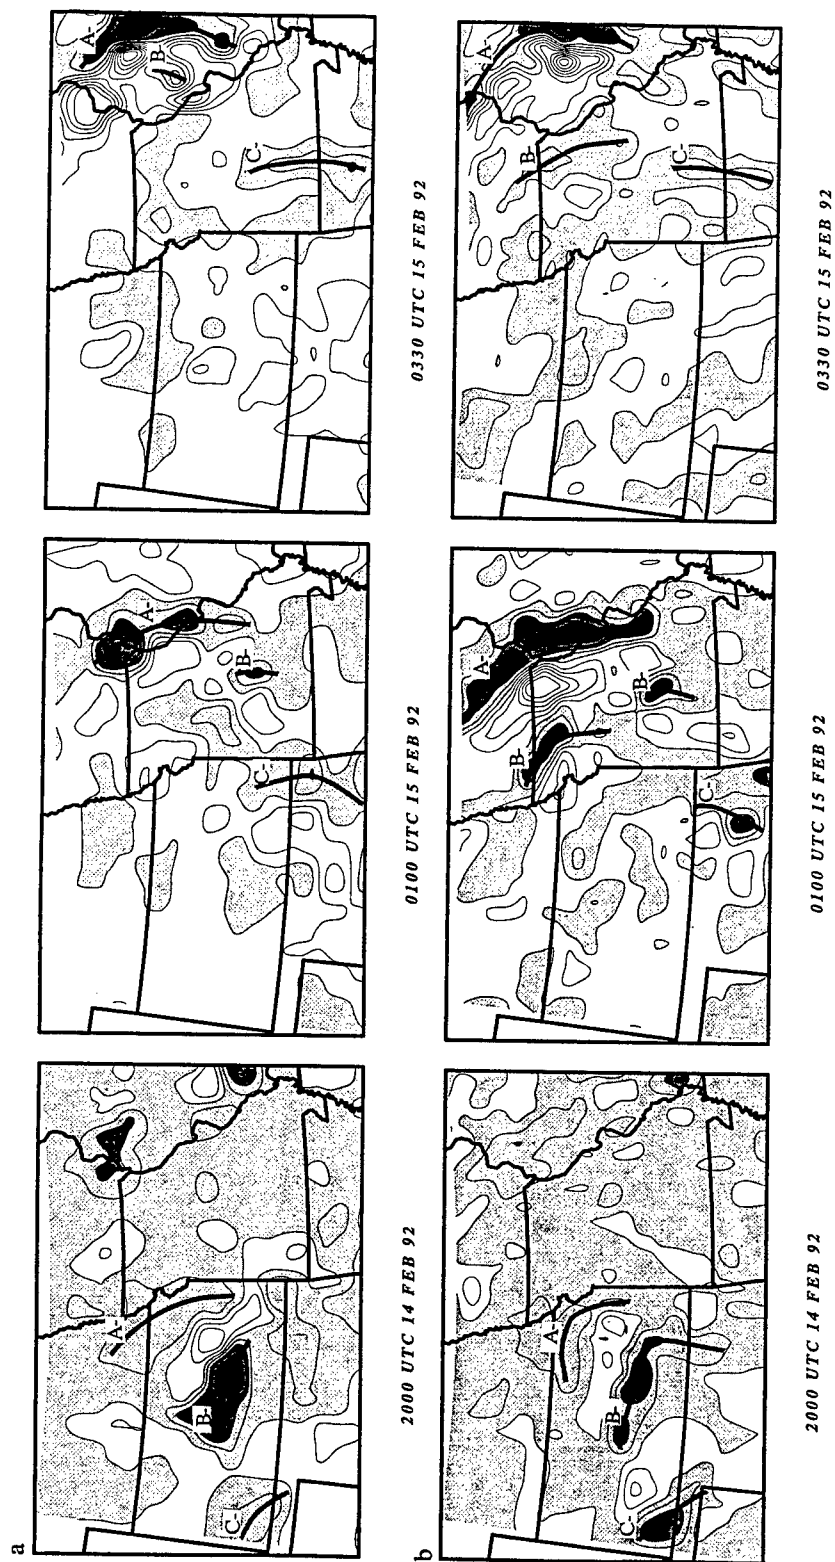 a
A-
B-
C-
2000 UTC 14 FEB 92
A-
B-
C-
0100 UTC 15 FEB 92
A-
B-
C-
0330 UTC 15 FEB 92
b
A-
B-
C-
2000 UTC 14 FEB 92
A-
B-
B-
C-
0100 UTC 15 FEB 92
A-
B-
C-
0330 UTC 15 FEB 92